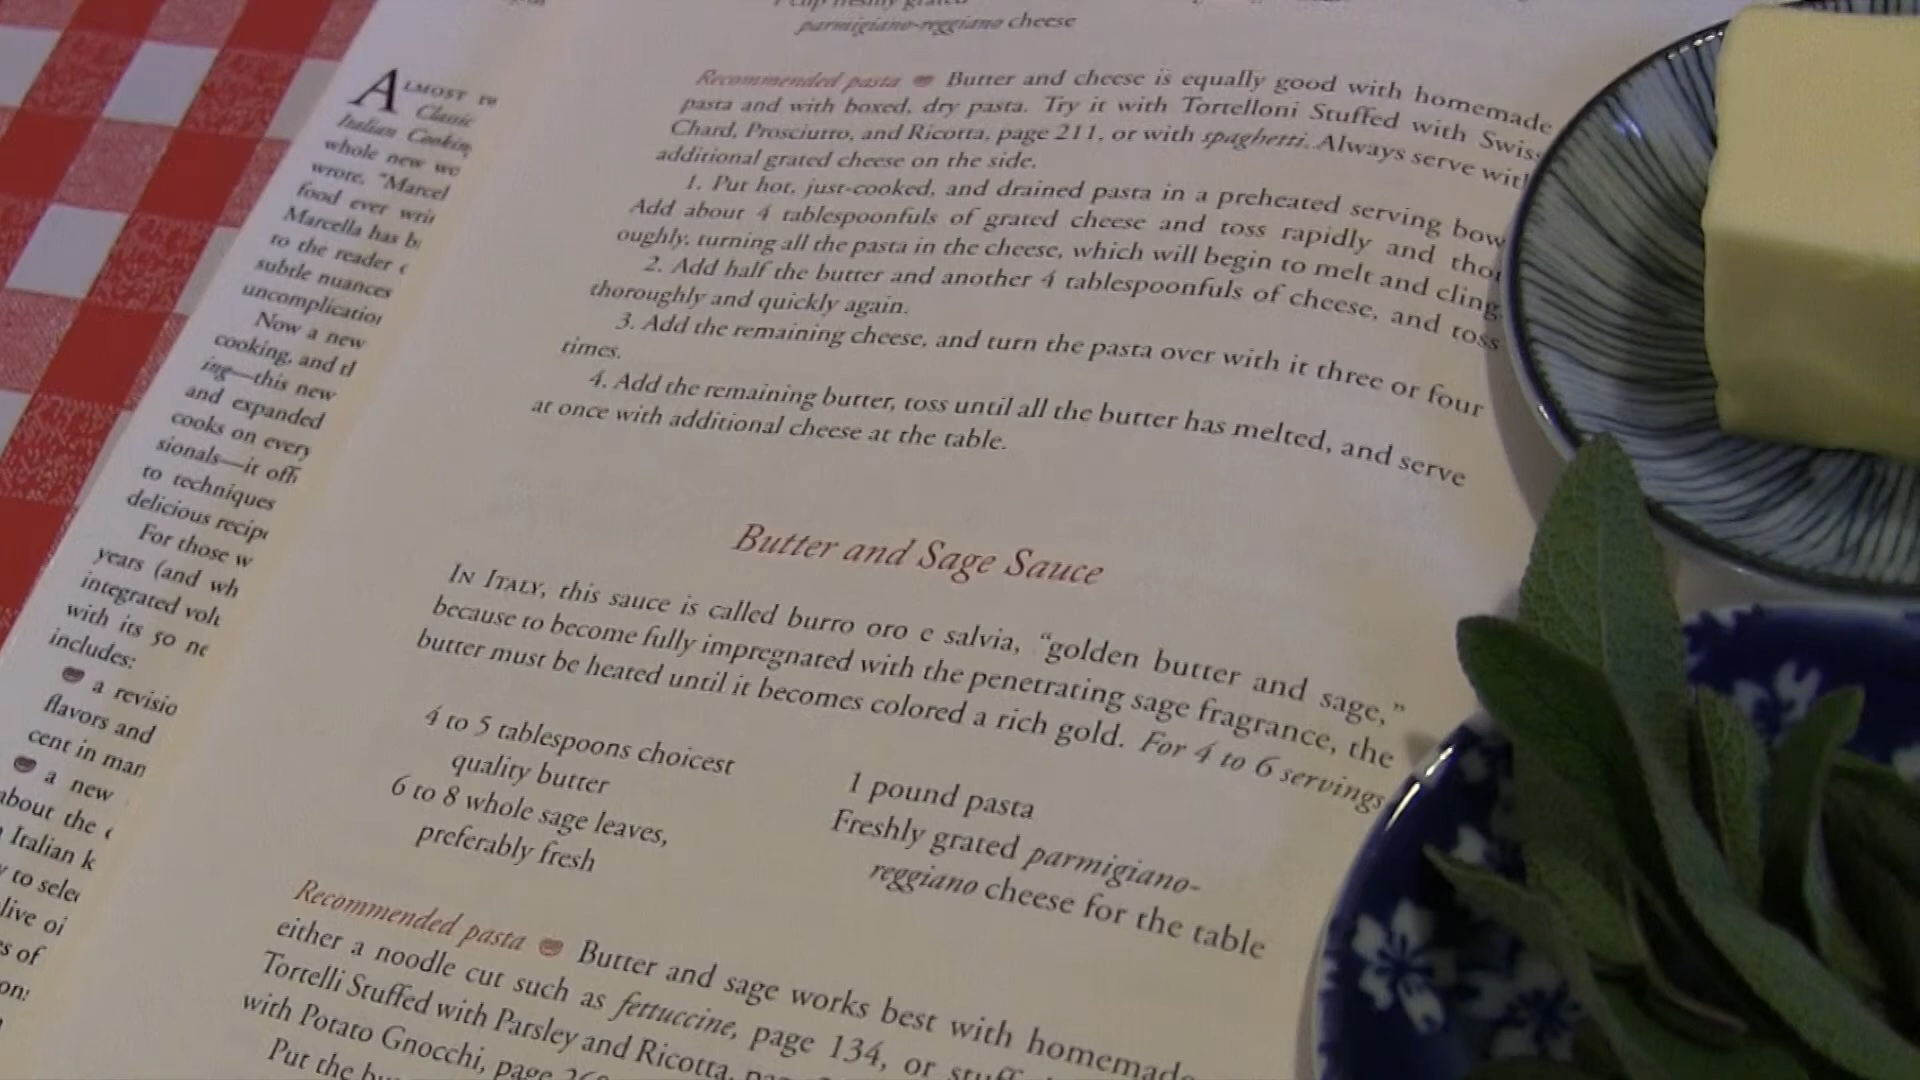 parmigiano-reggiano cheese
Recommended pasta Butter and cheese is equally good with homemade
pasta and with boxed, dry pasta. Try it with Tortelloni Stuffed with
Chard, Prosciutto, and Ricotta, page 211, or with spaghetti. Always serve with
additional grated cheese on the side.
1. Put hot, just-cooked, and drained pasta in a preheated serving
Add about 4 tablespoonfuls of grated cheese and toss rapidly and
oughly, turning all the pasta in the cheese, which will begin to melt and cling.
2. Add half the butter and another 4 tablespoonfuls of cheese, and toss
thoroughly and quickly again.
3. Add the remaining cheese, and turn the pasta over with it three or four
times.
4. Add the remaining butter, toss until all the butter has melted, and serve
at once with additional cheese at the table.
Butter and Sage Sauce
IN ITALY, this sauce is called burro oro e salvia, “golden butter and sage,”
because to become fully impregnated with the penetrating sage fragrance, the
butter must be heated until it becomes colored a rich gold. For 4 to 6 servings
4 to 5 tablespoons choicest
quality butter
6 to 8 whole sage leaves,
preferably fresh
1 pound pasta
Freshly grated parmigiano-
reggiano cheese for the table
Recommended pasta Butter and sage works best with homemade
either a noodle cut such as fettuccine, page 134, or
Tortelli Stuffed with Parsley and Ricotta,
with Potato Gnocchi, page
Put the
ALMOST
Classic
Italian
whole new
wrote, "Marcel
food ever
Marcella has
to the reader
subtle nuances
Now a new
cooking, and
ing—this new
and expanded
cooks on every
sionals—it
to techniques
delicious
For those
years (and
integrated
with its 50
includes:
a
flavors and
cent in
a new
about the
Italian
to
of